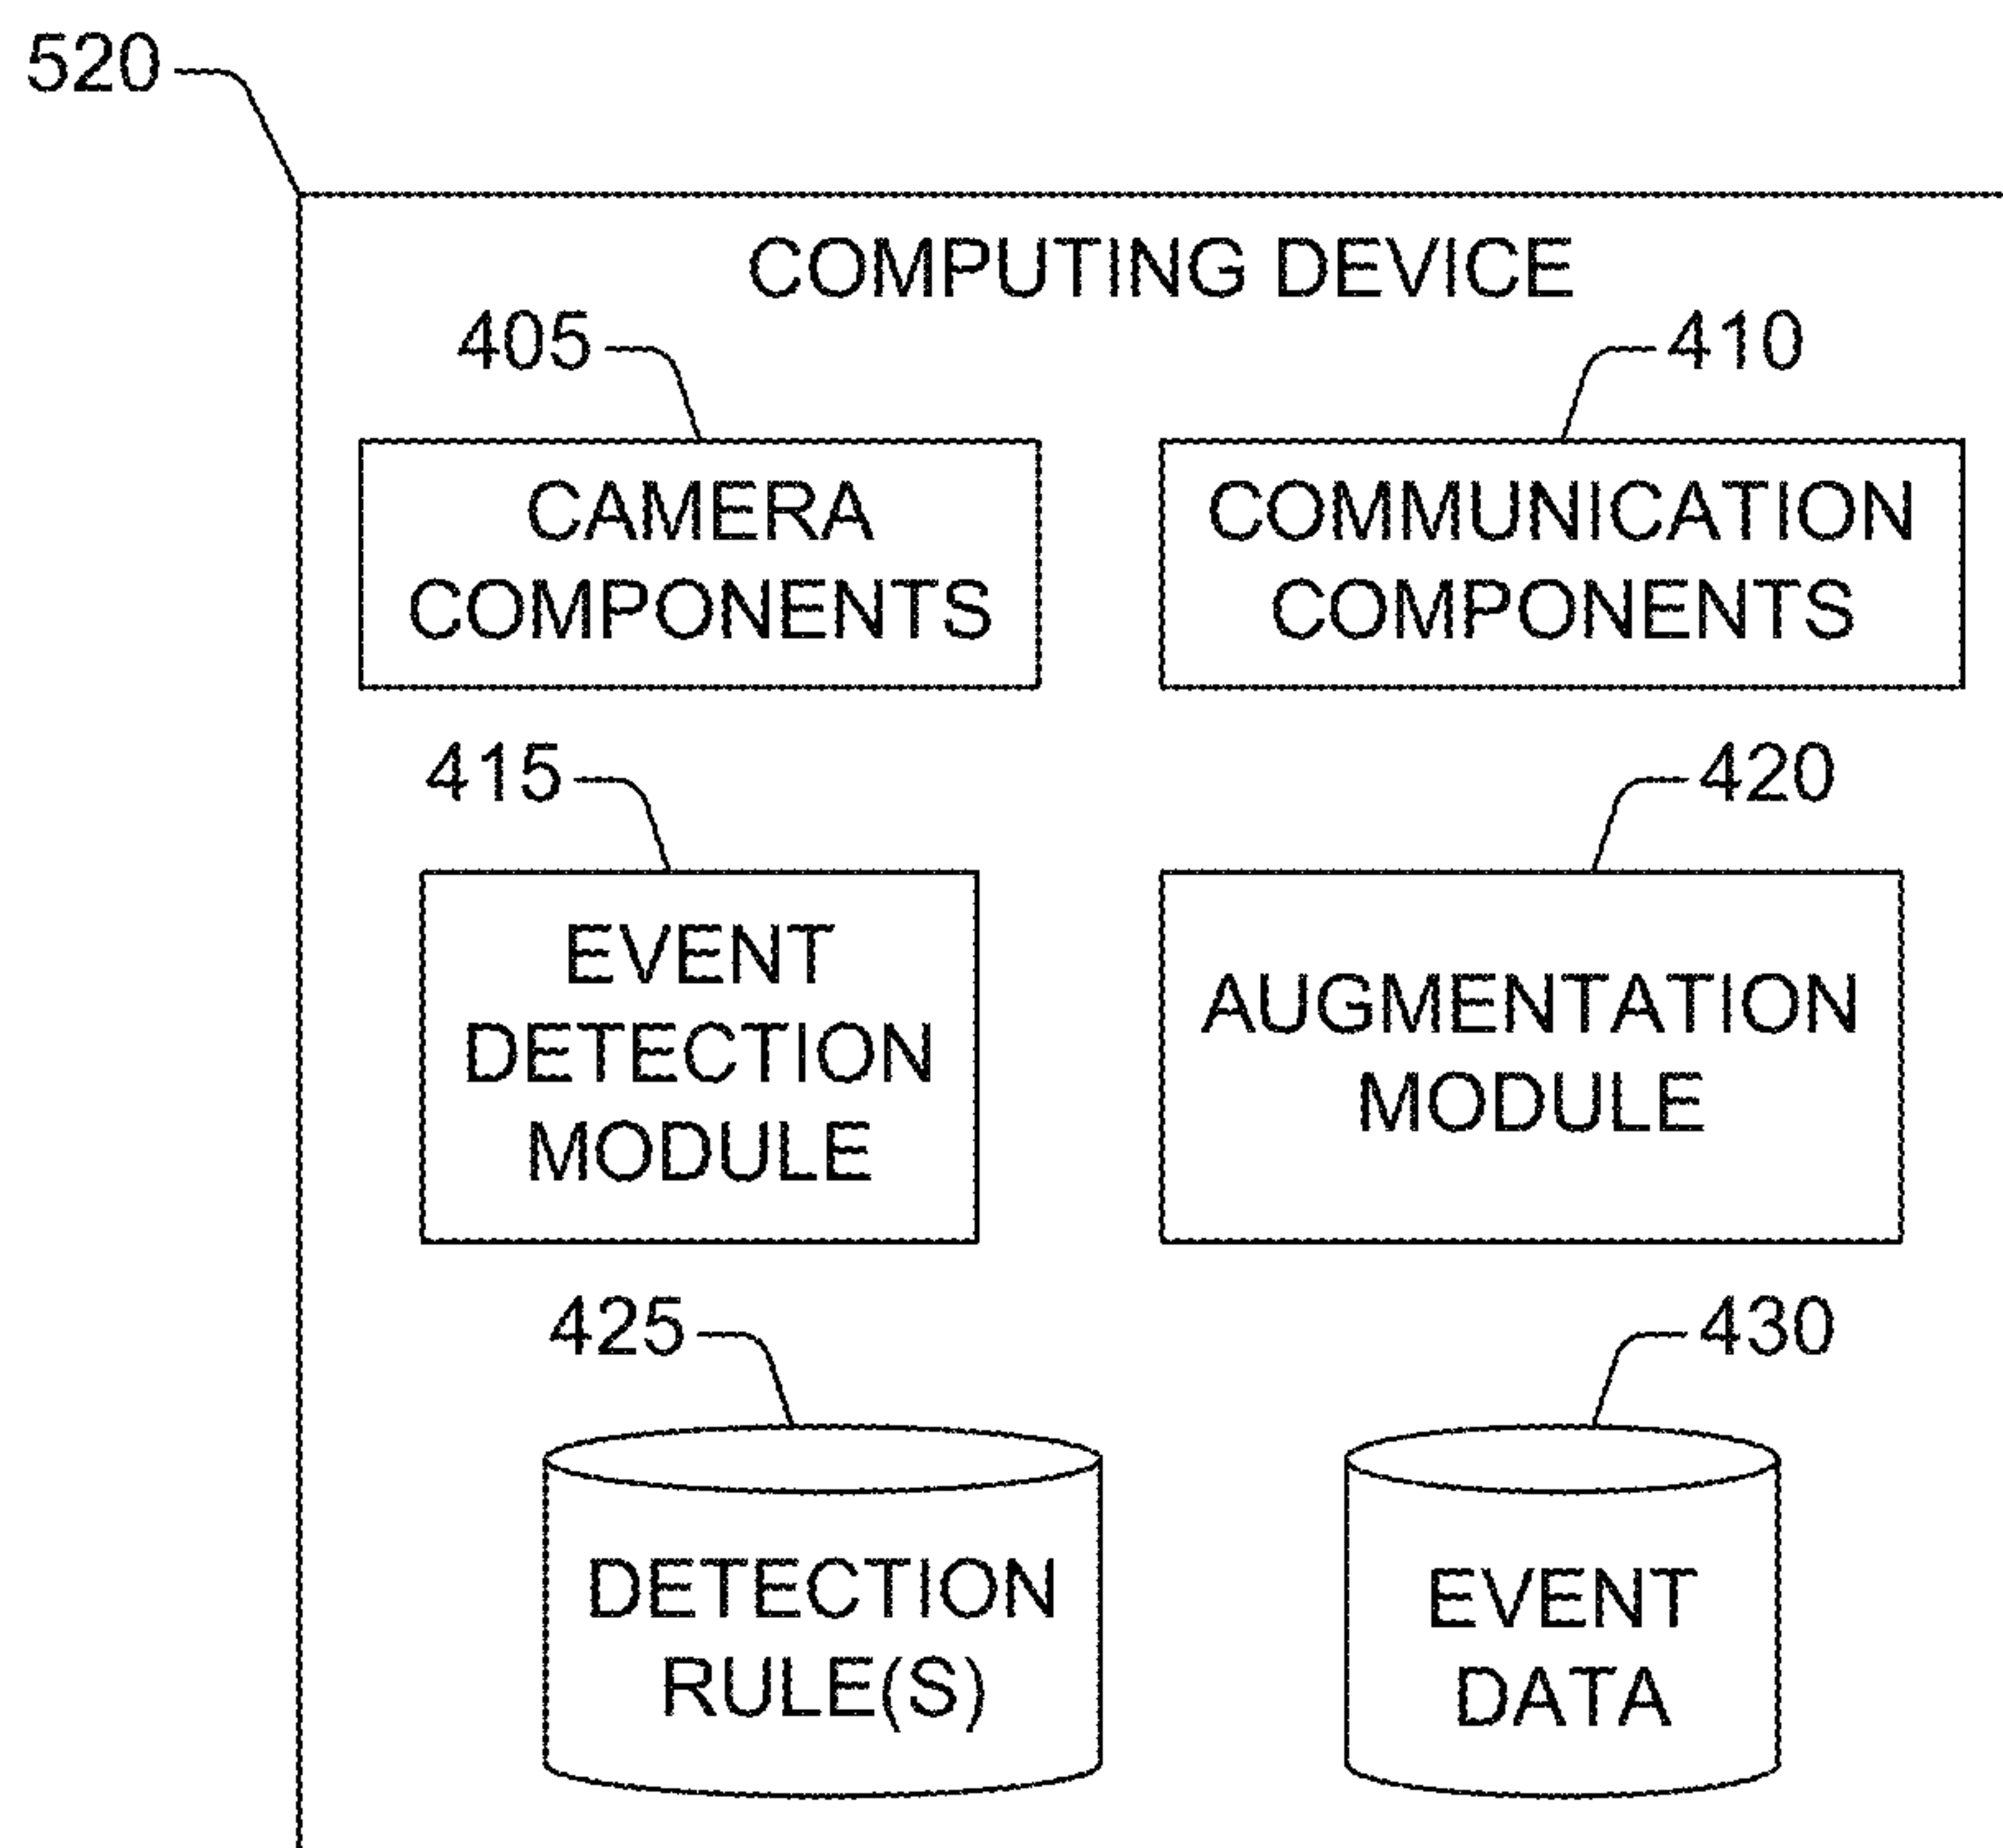 520
COMPUTING DEVICE
405
410
CAMERA
COMPONENTS
COMMUNICATION
COMPONENTS
415
420
EVENT
DETECTION
MODULE
AUGMENTATION
MODULE
425
430
DETECTION
RULE(S)
EVENT
DATA